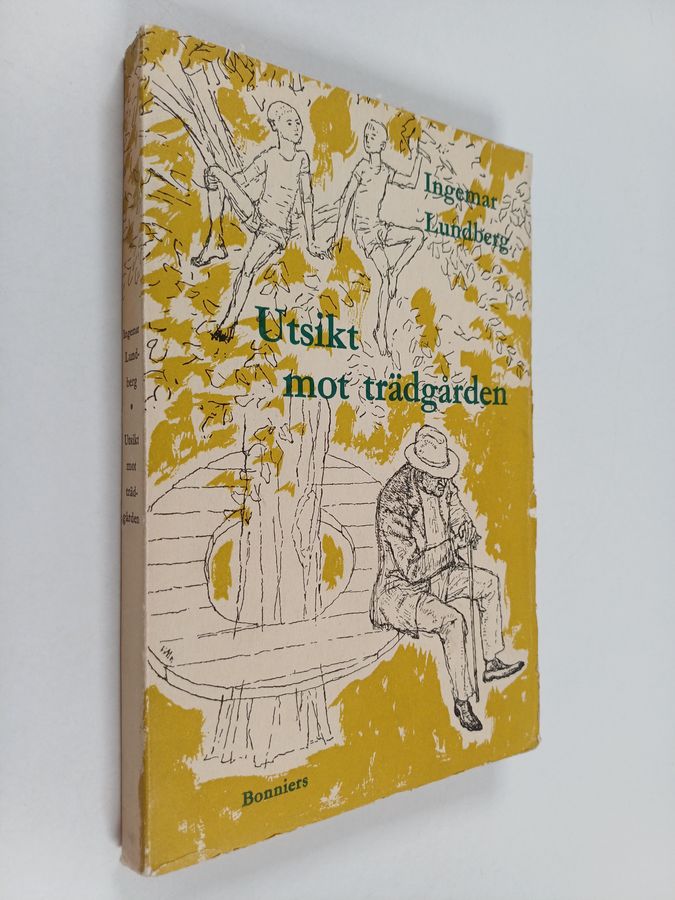 Ingemar
Lundberg
Utsikt
mot trädgården
Bonniers
Ingemar
Lund-
berg
•
Utsikt
mot
träd-
gården